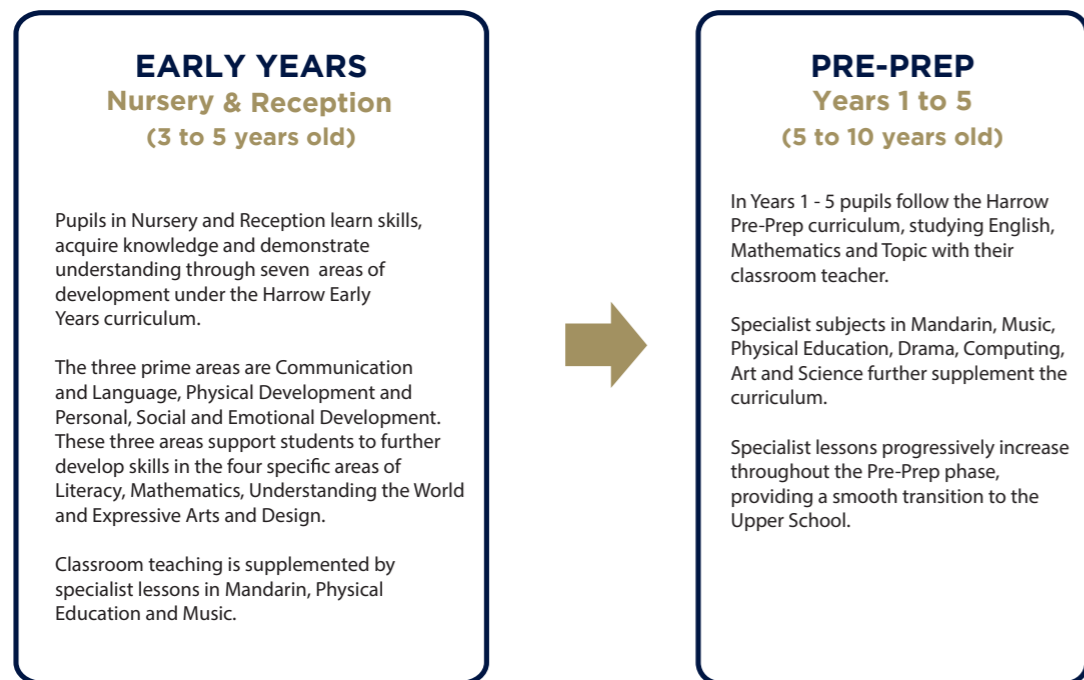 EARLY YEARS
Nursery & Reception
(3 to 5 years old)
Pupils in Nursery and Reception learn skills,
acquire knowledge and demonstrate
understanding through seven  areas of
development under the Harrow Early
Years curriculum.
The three prime areas are Communication
and Language, Physical Development and
Personal, Social and Emotional Development.
These three areas support students to further
develop skills in the four specific areas of
Literacy, Mathematics, Understanding the World
and Expressive Arts and Design.
Classroom teaching is supplemented by
specialist lessons in Mandarin, Physical
Education and Music.
PRE-PREP
Years 1 to 5
(5 to 10 years old)
In Years 1 - 5 pupils follow the Harrow
Pre-Prep curriculum, studying English,
Mathematics and Topic with their
classroom teacher.
Specialist subjects in Mandarin, Music,
Physical Education, Drama, Computing,
Art and Science further supplement the
curriculum.
Specialist lessons progressively increase
throughout the Pre-Prep phase,
providing a smooth transition to the
Upper School.